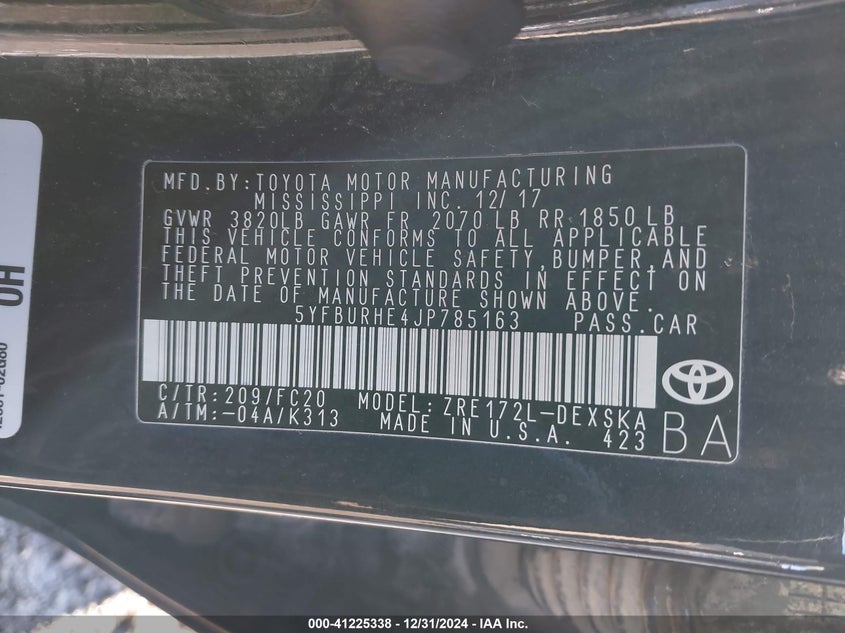 MFD.BY:TOYOTA MOTOR MANUFACTURING
MISSISSIPPI INC. 12/17
GVWR 3820LB GAWR FR 2070 LB RR 1850 LB
THIS VEHICLE CONFORMS TO ALL APPLICABLE
FEDERAL MOTOR VEHICLE SAFETY,BUMPER,AND
THEFT PREVENTION STANDARDS IN EFFECT ON
THE DATE OF MANUFACTURE SHOWN ABOVE.
5YFBURHE4JP785163 PASS.CAR
C/TR:209/FC20 MODEL:ZRE172L-DEXSKA
A/TM:-04A/K313 MADE IN U.S.A. 423
BA
OH
000-41225338 - 12/31/2024 - IAA Inc.